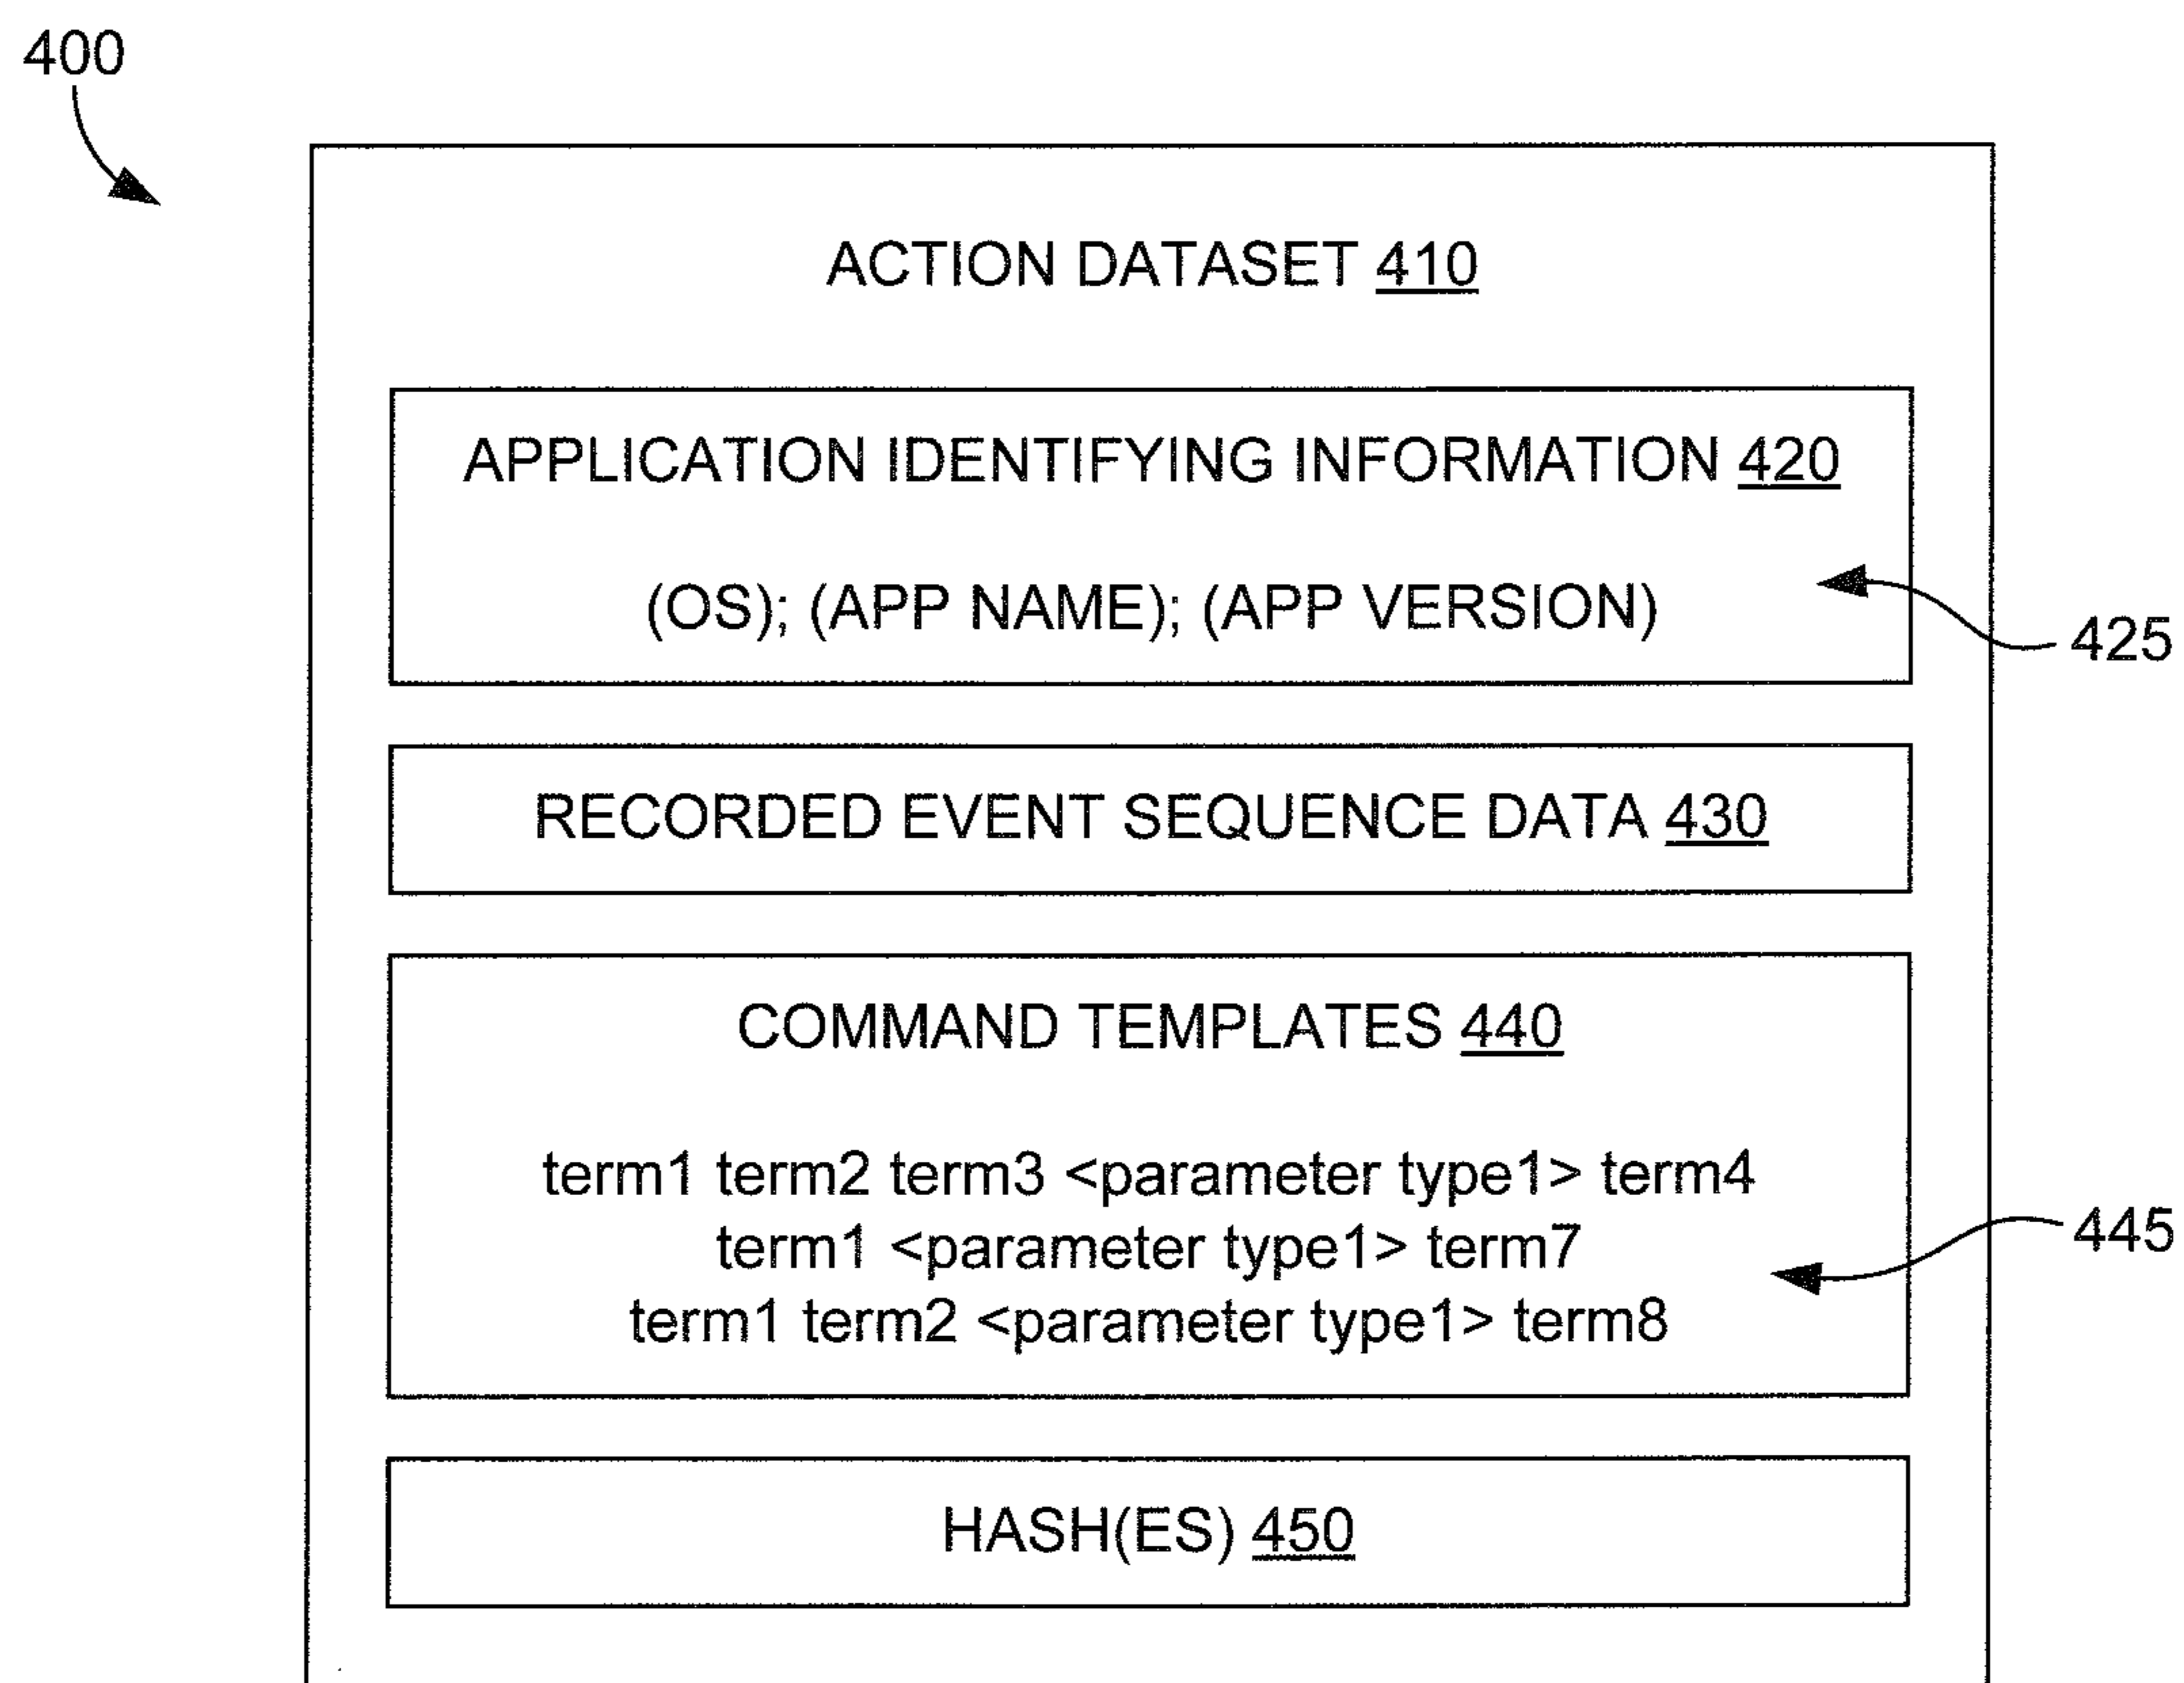 400
ACTION DATASET 410
APPLICATION IDENTIFYING INFORMATION 420
(OS); (APP NAME); (APP VERSION)
425
RECORDED EVENT SEQUENCE DATA 430
COMMAND TEMPLATES 440
term1 term2 term3 <parameter type1> term4
term1 <parameter type1> term7
445
term1 term2 <parameter type1> term8
HASH(ES) 450